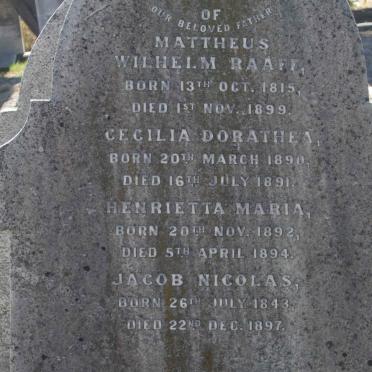 OF
OUR BELOVED FATHER
MATTHEUS
WILHELM RAAFF,
BORN 13TH OCT. 1815,
DIED 1ST NOV. 1899.
CECILIA DORATHEA,
BORN 20TH MARCH 1890,
DIED 16TH JULY 1891.
HENRIETTA MARIA,
BORN 20TH NOV. 1892,
DIED 5TH APRIL 1894.
JACOB NICOLAS,
BORN 26TH JULY 1843,
DIED 22ND DEC. 1897.